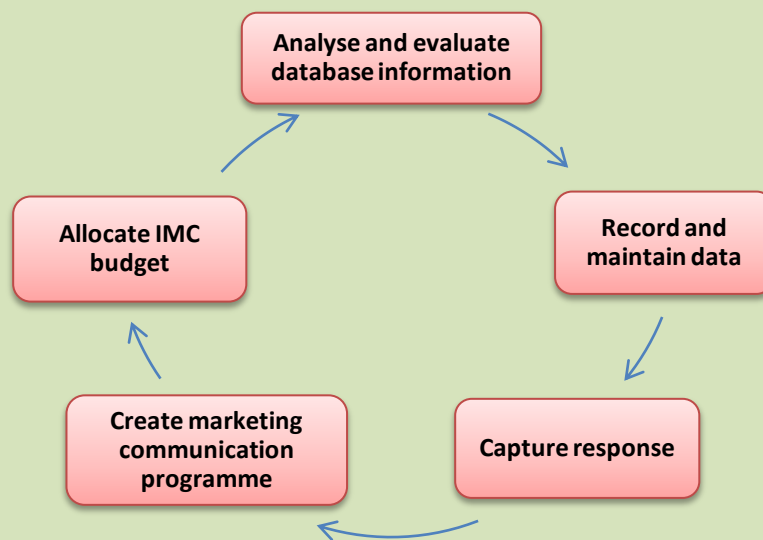 Analyse and evaluate
database information
Record and
maintain data
Capture response
Create marketing
communication
programme
Allocate IMC
budget